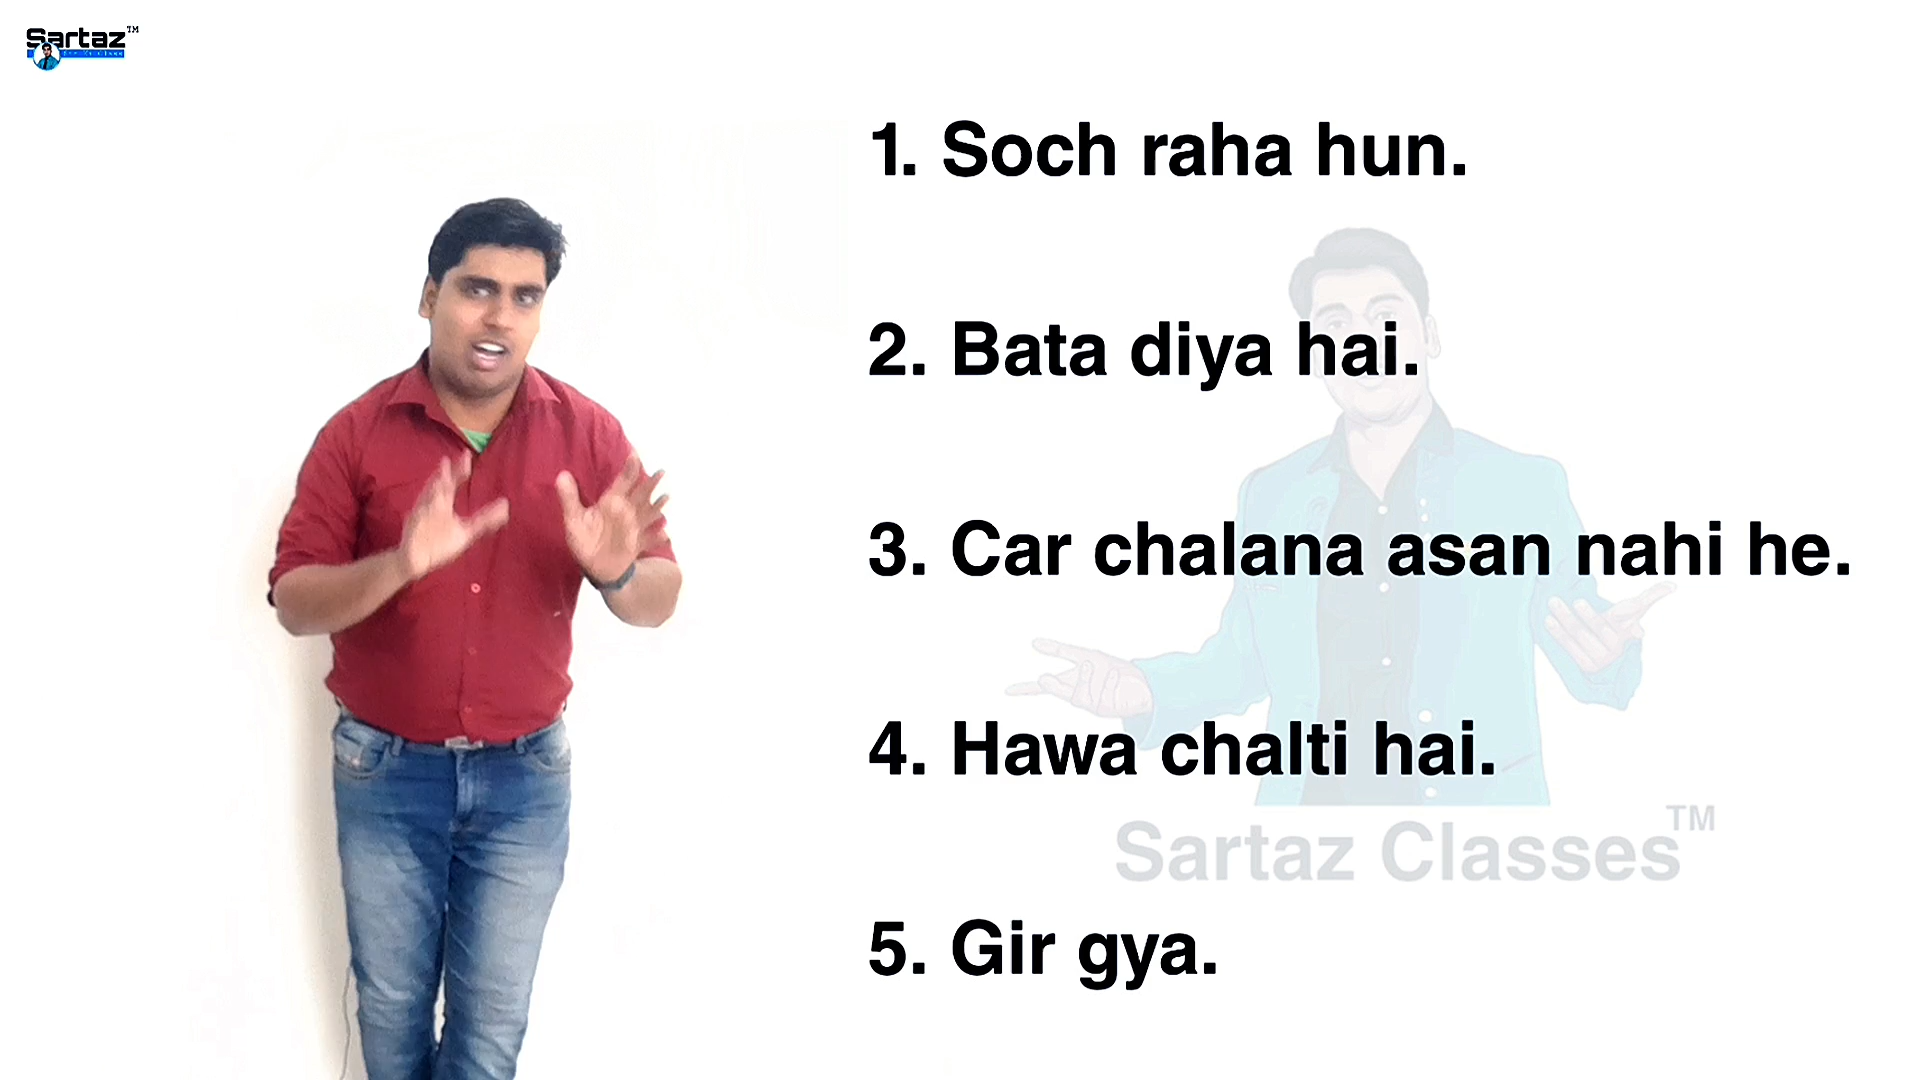 Sartaz™
1. Soch raha hun.
2. Bata diya hai.
3. Car chalana asan nahi he.
4. Hawa chalti hai.
Sartaz Classes™
5. Gir gya.